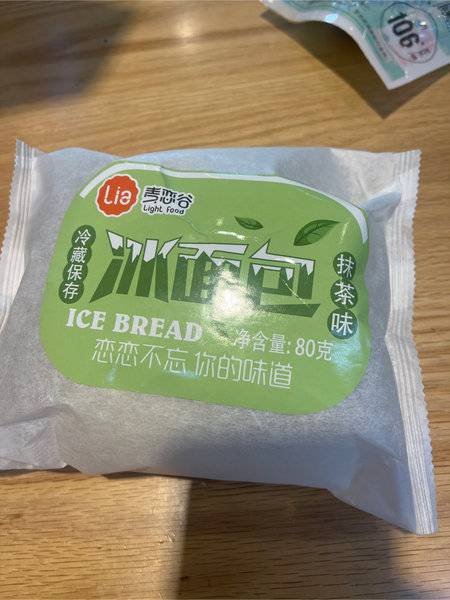 Lia
麦恋谷
Light food
冷藏保存
冰面包
抹茶味
ICE BREAD
净含量:80克
恋恋不忘 你的味道
106